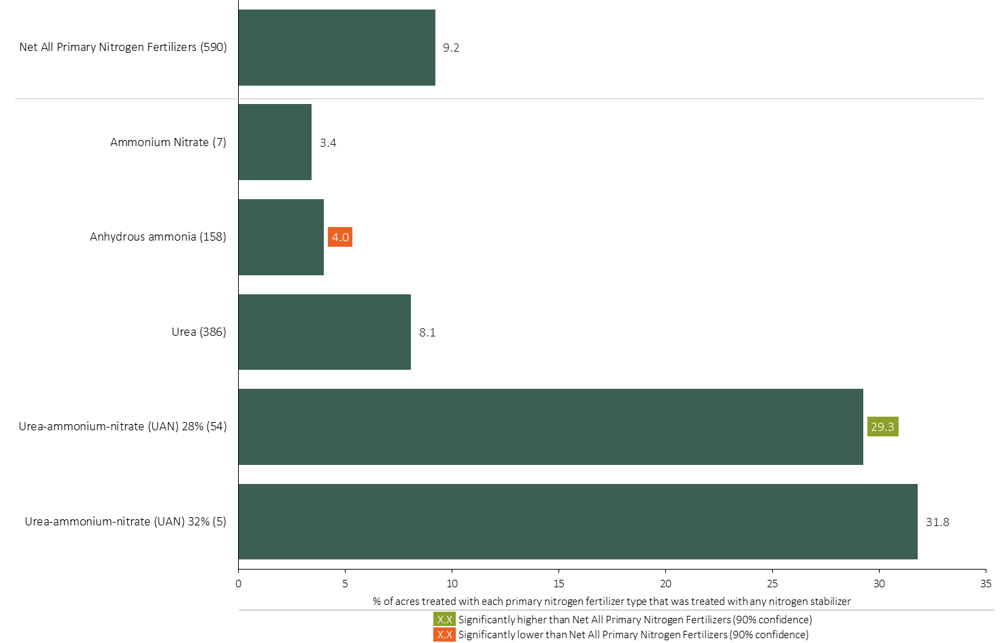 Net All Primary Nitrogen Fertilizers (590)
9.2
Ammonium Nitrate (7)
3.4
Anhydrous ammonia (158)
4.0
Urea (386)
8.1
Urea-ammonium-nitrate (UAN) 28% (54)
29.3
Urea-ammonium-nitrate (UAN) 32% (5)
31.8
0 5 10 15 20 25 30 35
% of acres treated with each primary nitrogen fertilizer type that was treated with any nitrogen stabilizer
X.X Significantly higher than Net All Primary Nitrogen Fertilizers (90% confidence)
X.X Significantly lower than Net All Primary Nitrogen Fertilizers (90% confidence)